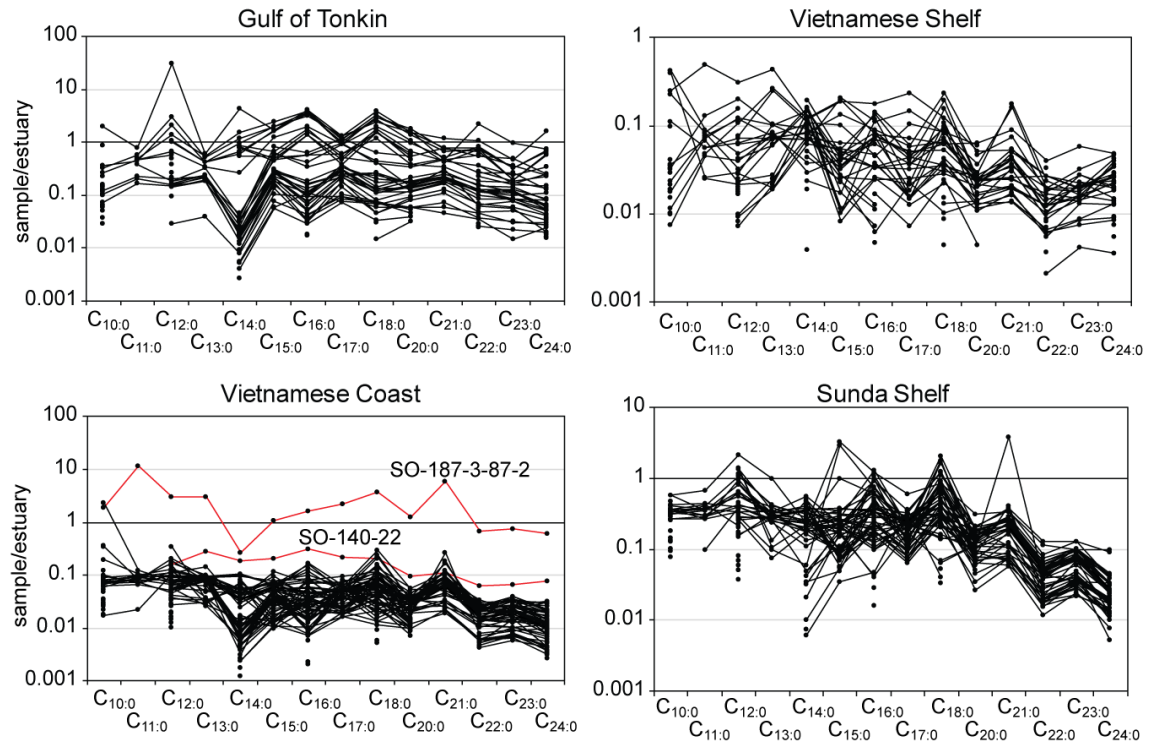 Gulf of Tonkin
100
10
1
0.1
0.01
0.001
sample/estuary
C10:0 C12:0 C14:0 C16:0 C18:0 C21:0 C23:0
C11:0 C13:0 C15:0 C17:0 C20:0 C22:0 C24:0
Vietnamese Shelf
1
0.1
0.01
0.001
C10:0 C12:0 C14:0 C16:0 C18:0 C21:0 C23:0
C11:0 C13:0 C15:0 C17:0 C20:0 C22:0 C24:0
Vietnamese Coast
100
10
1
0.1
0.01
0.001
sample/estuary
SO-187-3-87-2
SO-140-22
C10:0 C12:0 C14:0 C16:0 C18:0 C21:0 C23:0
C11:0 C13:0 C15:0 C17:0 C20:0 C22:0 C24:0
Sunda Shelf
10
1
0.1
0.01
0.001
C10:0 C12:0 C14:0 C16:0 C18:0 C21:0 C23:0
C11:0 C13:0 C15:0 C17:0 C20:0 C22:0 C24:0